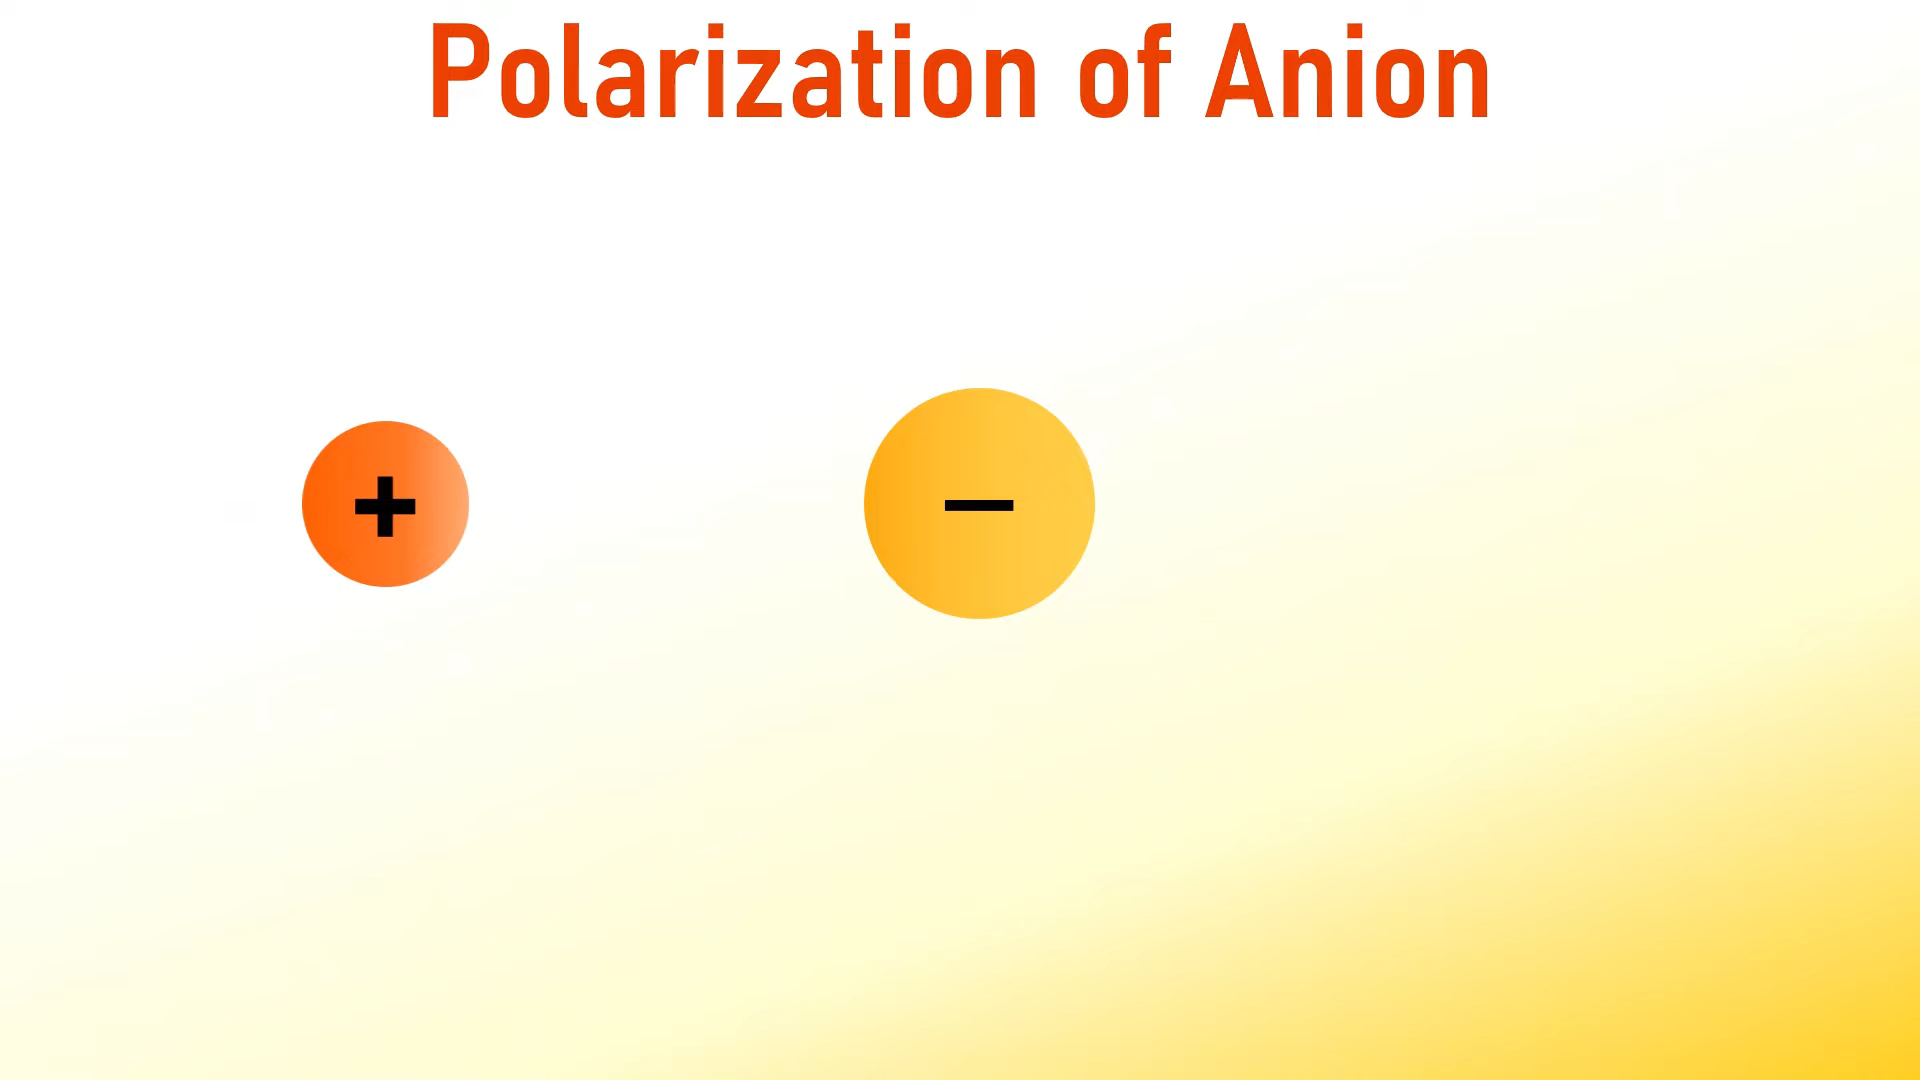 Polarization of Anion
+
–